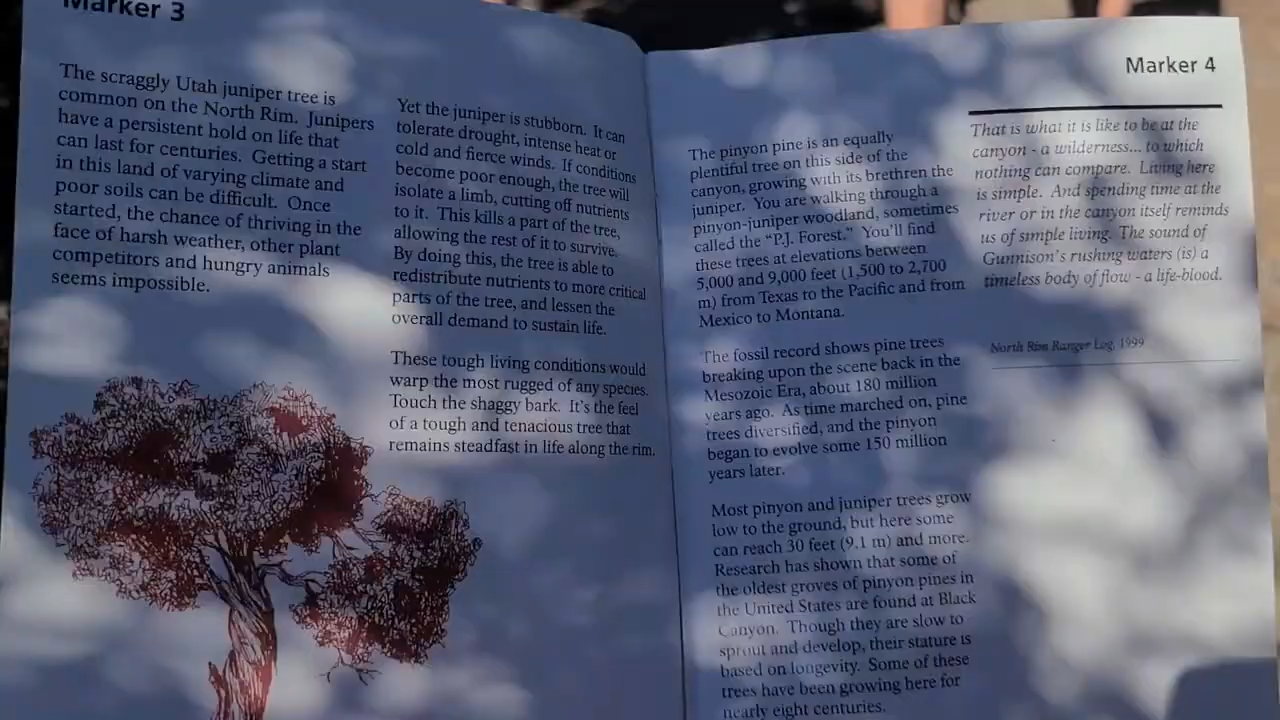 Marker 3
The scraggly Utah juniper tree is
common on the North Rim. Junipers
have a persistent hold on life that
can last for centuries. Getting a start
in this land of varying climate and
poor soils can be difficult. Once
started, the chance of thriving in the
face of harsh weather, other plant
competitors and hungry animals
seems impossible.
Yet the juniper is stubborn. It can
tolerate drought, intense heat or
cold and fierce winds. If conditions
become poor enough, the tree will
isolate a limb, cutting off nutrients
to it. This kills a part of the tree,
allowing the rest of it to survive.
By doing this, the tree is able to
redistribute nutrients to more critical
parts of the tree, and lessen the
overall demand to sustain life.
These tough living conditions would
warp the most rugged of any species.
Touch the shaggy bark. It's the feel
of a tough and tenacious tree that
remains steadfast in life along the rim.
Marker 4
The pinyon pine is an equally
plentiful tree on this side of the
canyon, growing with its brethren the
juniper. You are walking through a
pinyon-juniper woodland, sometimes
called the "P.J. Forest." You'll find
these trees at elevations between
5,000 and 9,000 feet (1,500 to 2,700
m) from Texas to the Pacific and from
Mexico to Montana.
The fossil record shows pine trees
breaking upon the scene back in the
Mesozoic Era, about 180 million
years ago. As time marched on, pine
trees diversified, and the pinyon
began to evolve some 150 million
years later.
Most pinyon and juniper trees grow
low to the ground, but here some
can reach 30 feet (9.1 m) and more.
Research has shown that some of
the oldest groves of pinyon pines in
the United States are found at Black
Canyon. Though they are slow to
sprout and develop, their stature is
based on longevity. Some of these
trees have been growing here for
nearly eight centuries.
That is what it is like to be at the
canyon - a wilderness... to which
nothing can compare. Living here
is simple. And spending time at the
river or in the canyon itself reminds
us of simple living. The sound of
Gunnison's rushing waters (is) a
timeless body of flow - a life-blood.
North Rim Ranger Log, 1999